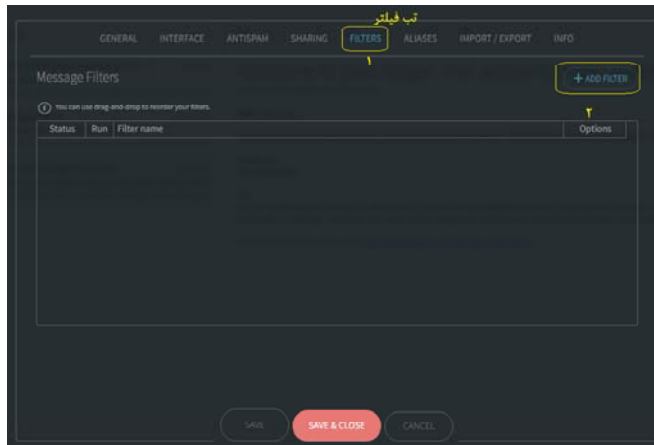 تب فیلتر
GENERAL INTERFACE ANTISPAM SHARING FILTERS ALIASES IMPORT / EXPORT INFO
۱
Message Filters
+ ADD FILTER
You can use drag-and-drop to reorder your filters.
۲
Status Run Filter name Options
SAVE SAVE & CLOSE CANCEL